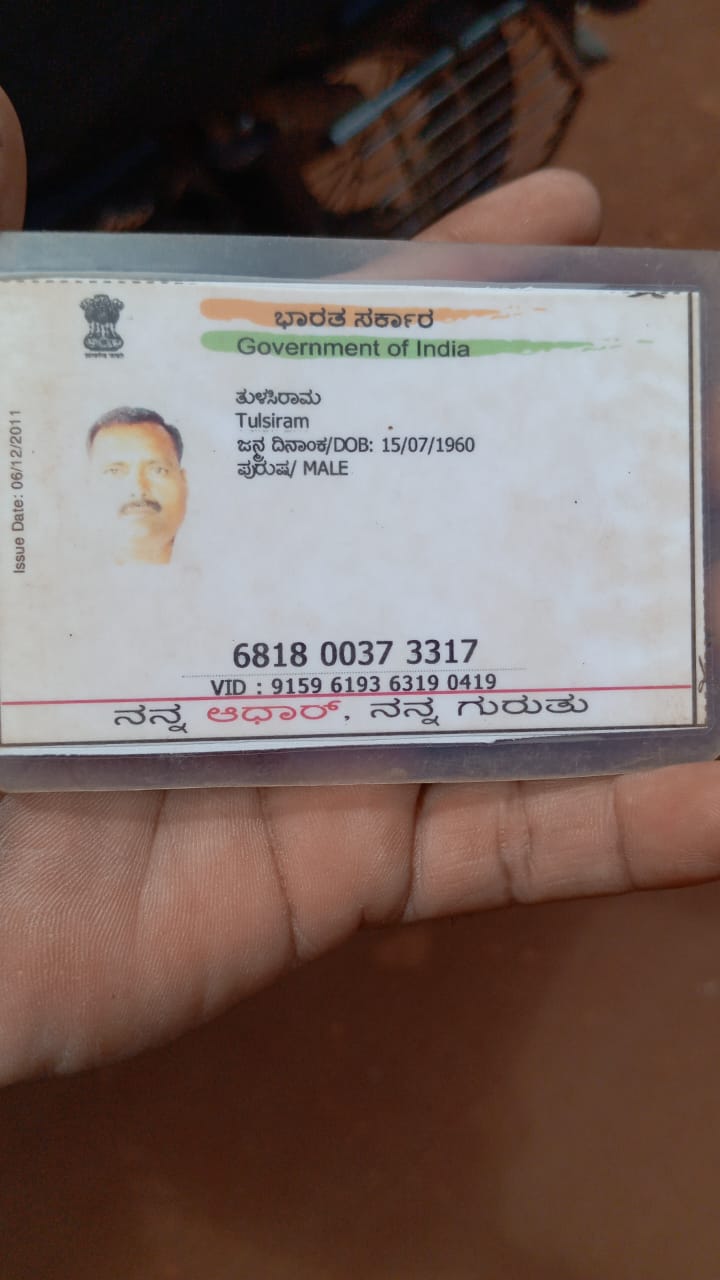 ಭಾರತ ಸರ್ಕಾರ
Government of India
ತುಳಸಿರಾಮ
Tulsiram
ಜನ್ಮ ದಿನಾಂಕ/DOB: 15/07/1960
ಪುರುಷ/ MALE
Issue Date: 06/12/2011
6818 0037 3317
VID : 9159 6193 6319 0419
ನನ್ನ ಆಧಾರ್, ನನ್ನ ಗುರುತು